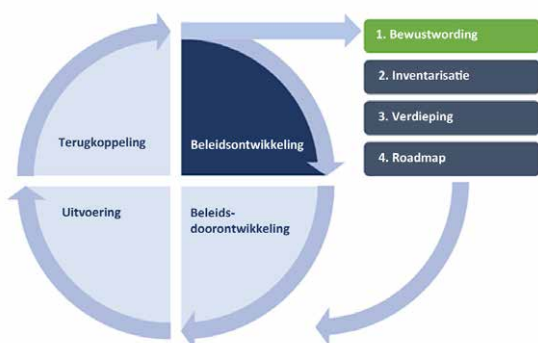 Terugkoppeling
Beleidsontwikkeling
Uitvoering
Beleids-
doorontwikkeling
1. Bewustwording
2. Inventarisatie
3. Verdieping
4. Roadmap